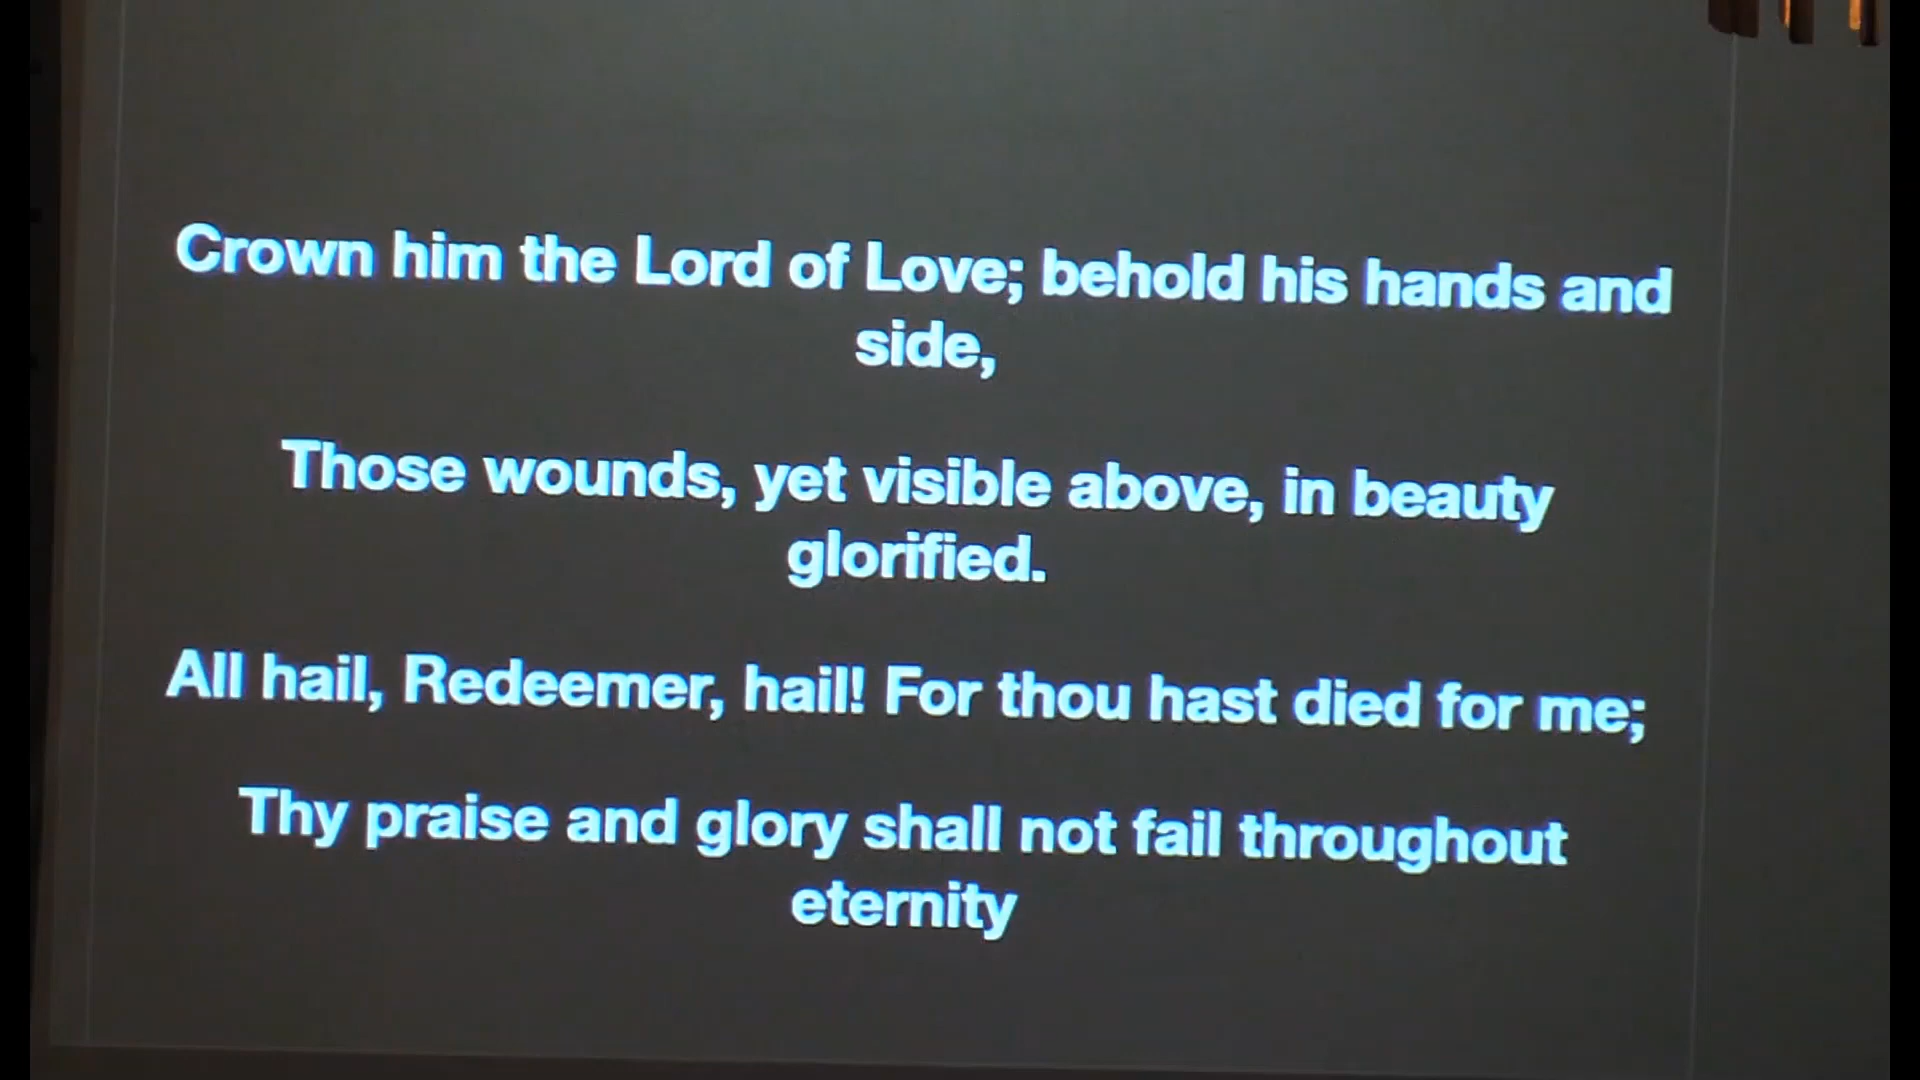 Crown him the Lord of Love; behold his hands and
side,
Those wounds, yet visible above, in beauty
glorified.
All hail, Redeemer, hail! For thou hast died for me;
Thy praise and glory shall not fail throughout
eternity